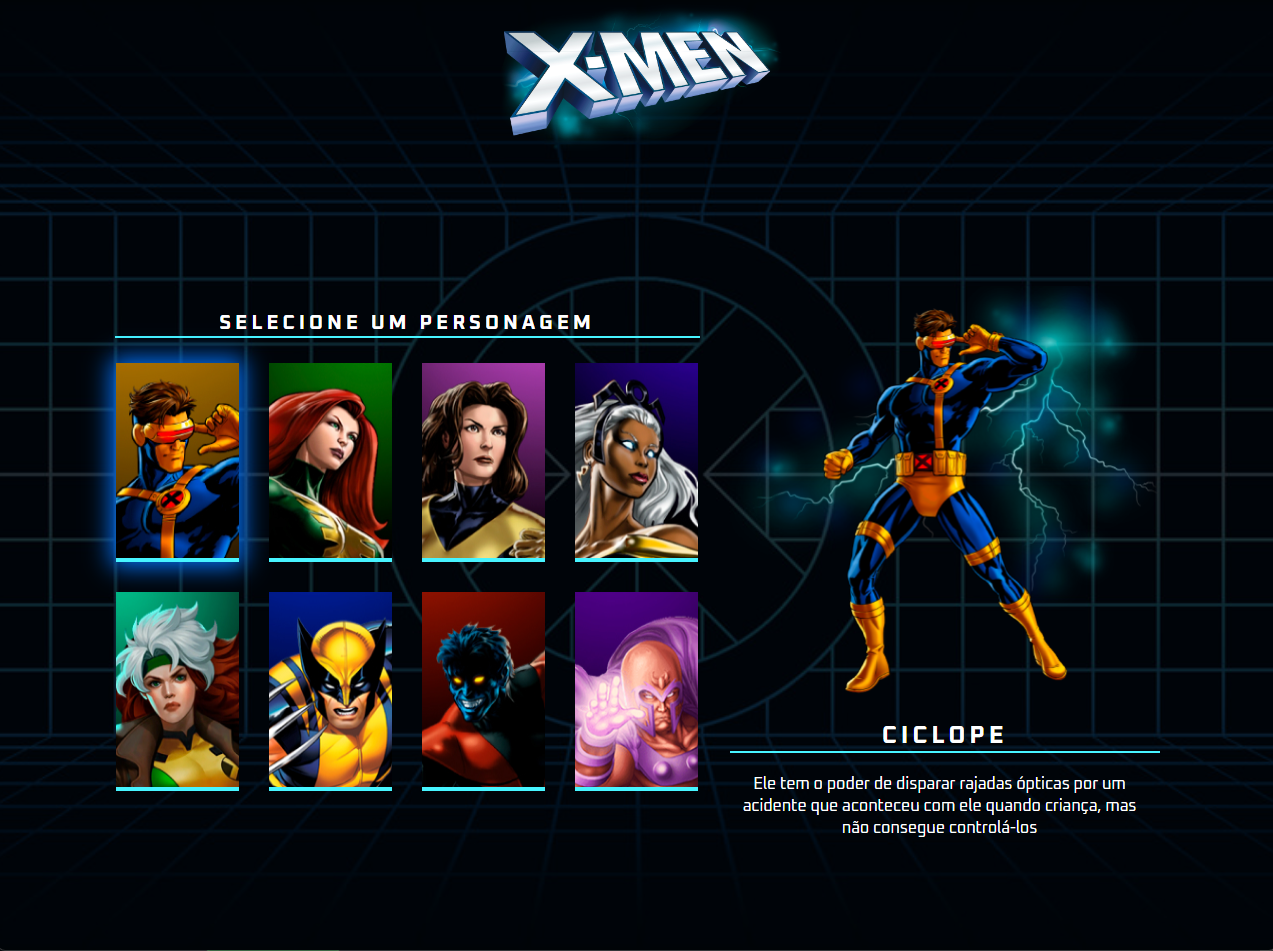 X-MEN
SELECIONE UM PERSONAGEM
CICLOPE
Ele tem o poder de disparar rajadas ópticas por um
acidente que aconteceu com ele quando criança, mas
não consegue controlá-los